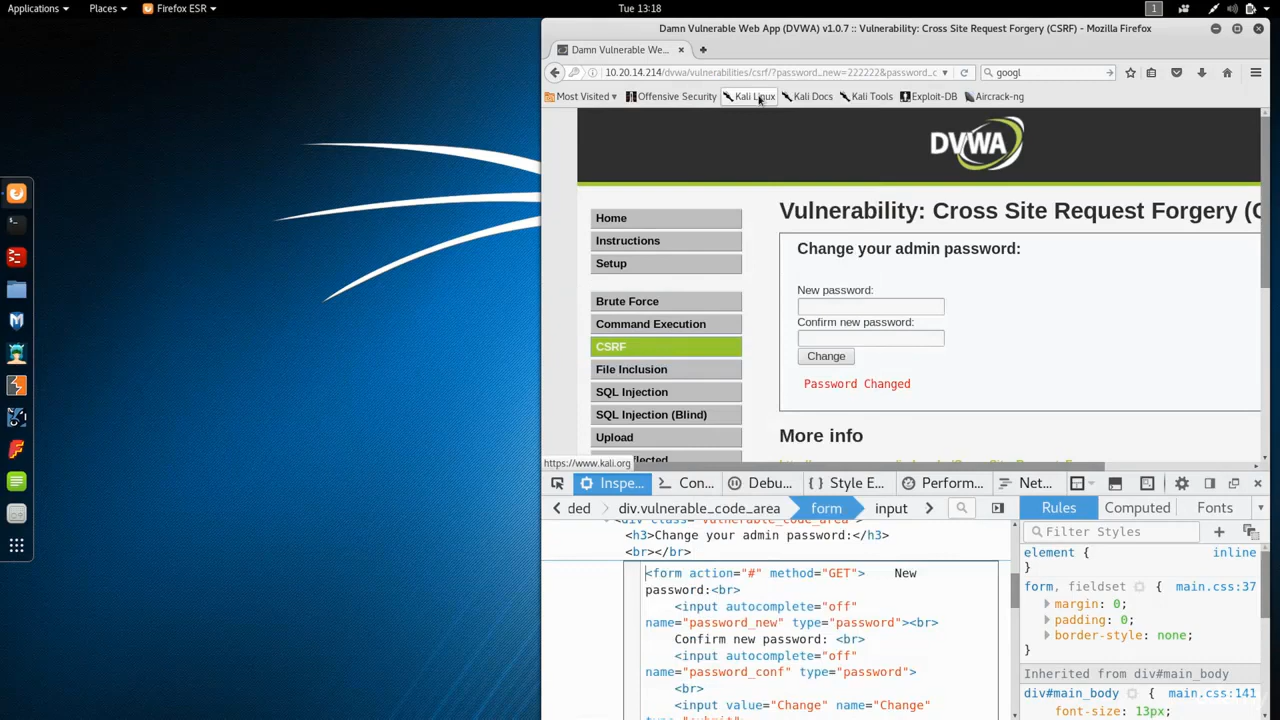 Applications Places Firefox ESR Tue 13:18 1
Damn Vulnerable Web App (DVWA) v1.0.7 :: Vulnerability: Cross Site Request Forgery (CSRF) - Mozilla Firefox
Damn Vulnerable We...
10.20.14.214/dvwa/vulnerabilities/csrf/?password_new=222222&password_c googl
Most Visited Offensive Security Kali Linux Kali Docs Kali Tools Exploit-DB Aircrack-ng
DVWA
Home
Instructions
Setup
Brute Force
Command Execution
CSRF
File Inclusion
SQL Injection
SQL Injection (Blind)
Upload
Vulnerability: Cross Site Request Forgery (C
Change your admin password:
New password:
Confirm new password:
Change
Password Changed
More info
https://www.kali.org
Inspe... Con... Debu... Style E... Perform... Net...
ded div.vulnerable_code_area form input
<div class="vulnerable_code_area">
<h3>Change your admin password:</h3>
<br></br>
<form action="#" method="GET"> New
password:<br>
<input autocomplete="off"
name="password_new" type="password"><br>
Confirm new password: <br>
<input autocomplete="off"
name="password_conf" type="password">
<br>
<input value="Change" name="Change"
Rules Computed Fonts
Filter Styles
element { inline
}
form, fieldset { main.css:37
margin: 0;
padding: 0;
border-style: none;
}
Inherited from div#main_body
div#main_body { main.css:141
font-size: 13px;